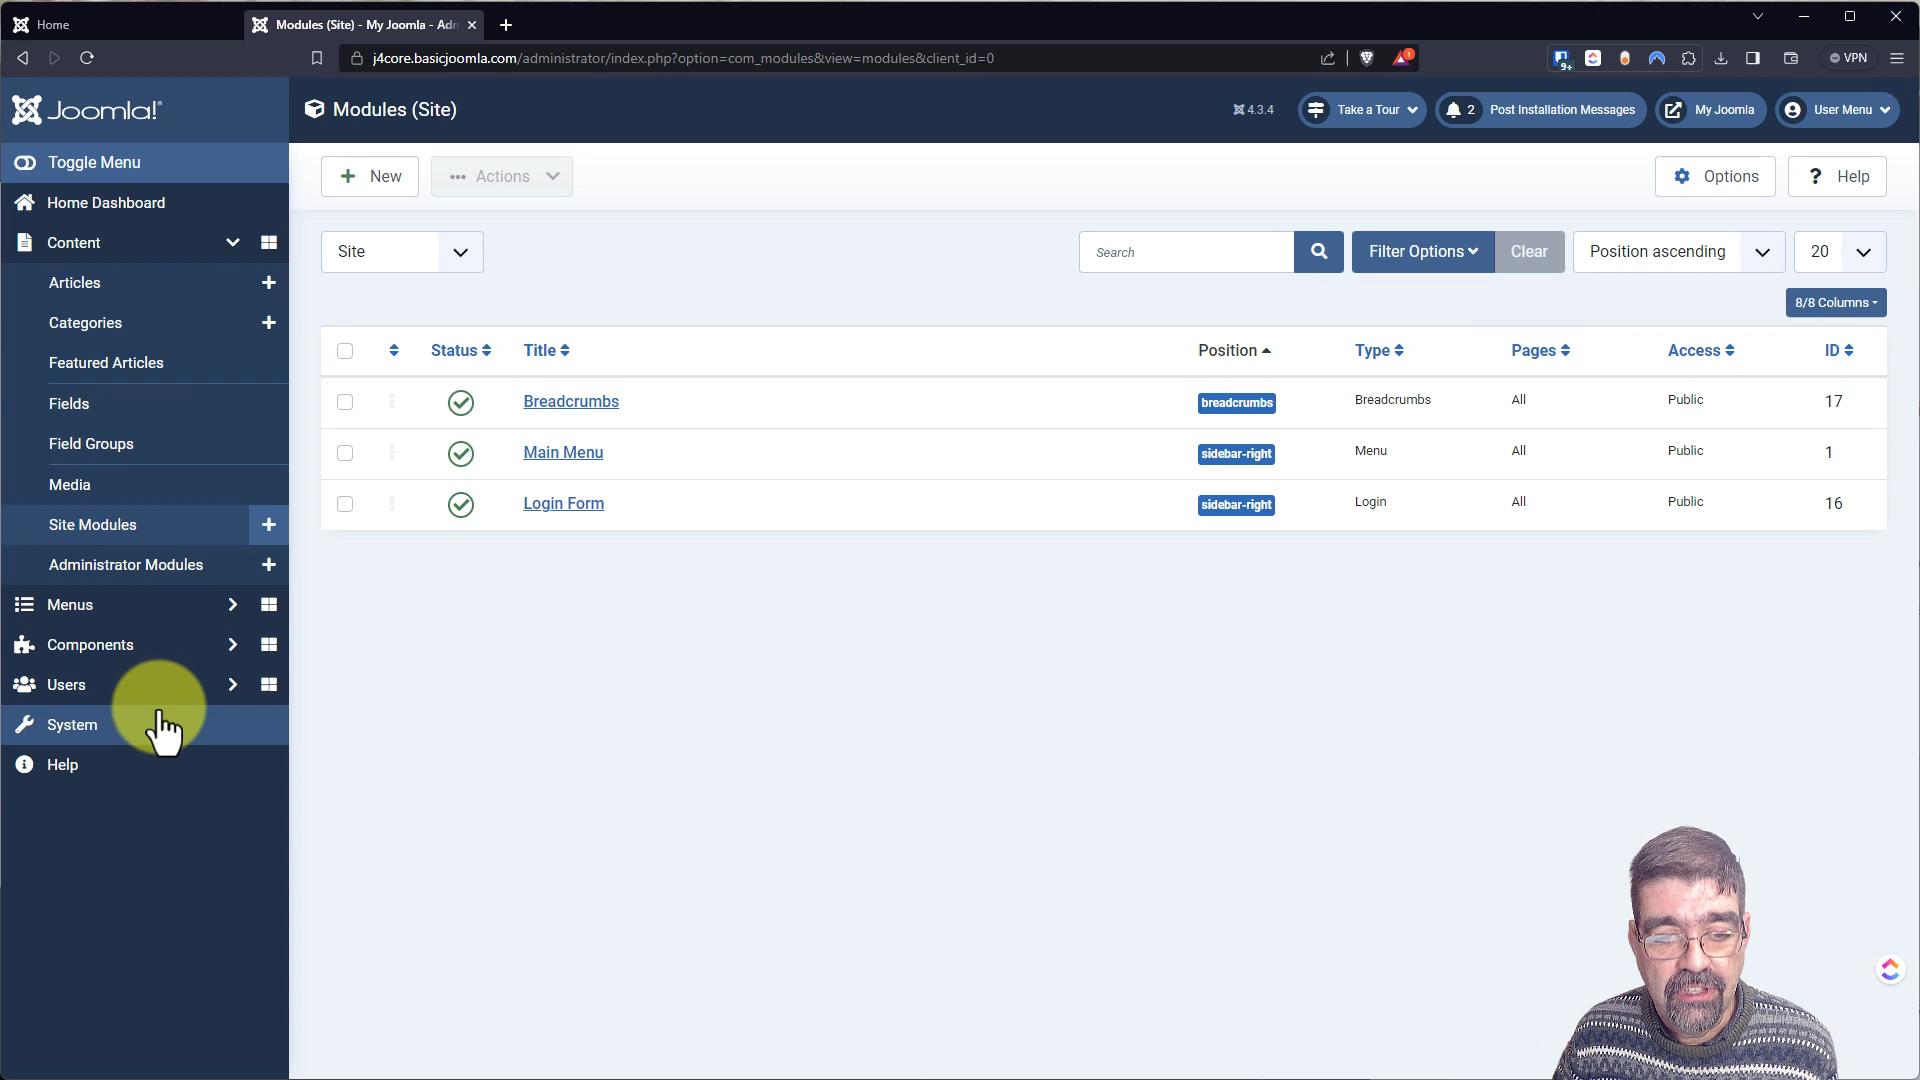 Home
Modules (Site) - My Joomla - Adn
j4core.basicjoomla.com/administrator/index.php?option=com_modules&view=modules&client_id=0
1
9+
VPN
Joomla!®
Modules (Site)
4.3.4
Take a Tour
2 Post Installation Messages
My Joomla
User Menu
Toggle Menu
Home Dashboard
Content
Articles
Categories
Featured Articles
Fields
Field Groups
Media
Site Modules
Administrator Modules
Menus
Components
Users
System
Help
New
Actions
Options
? Help
Site
Search
Filter Options
Clear
Position ascending
20
8/8 Columns
Status Title Position Type Pages Access ID
Breadcrumbs breadcrumbs Breadcrumbs All Public 17
Main Menu sidebar-right Menu All Public 1
Login Form sidebar-right Login All Public 16